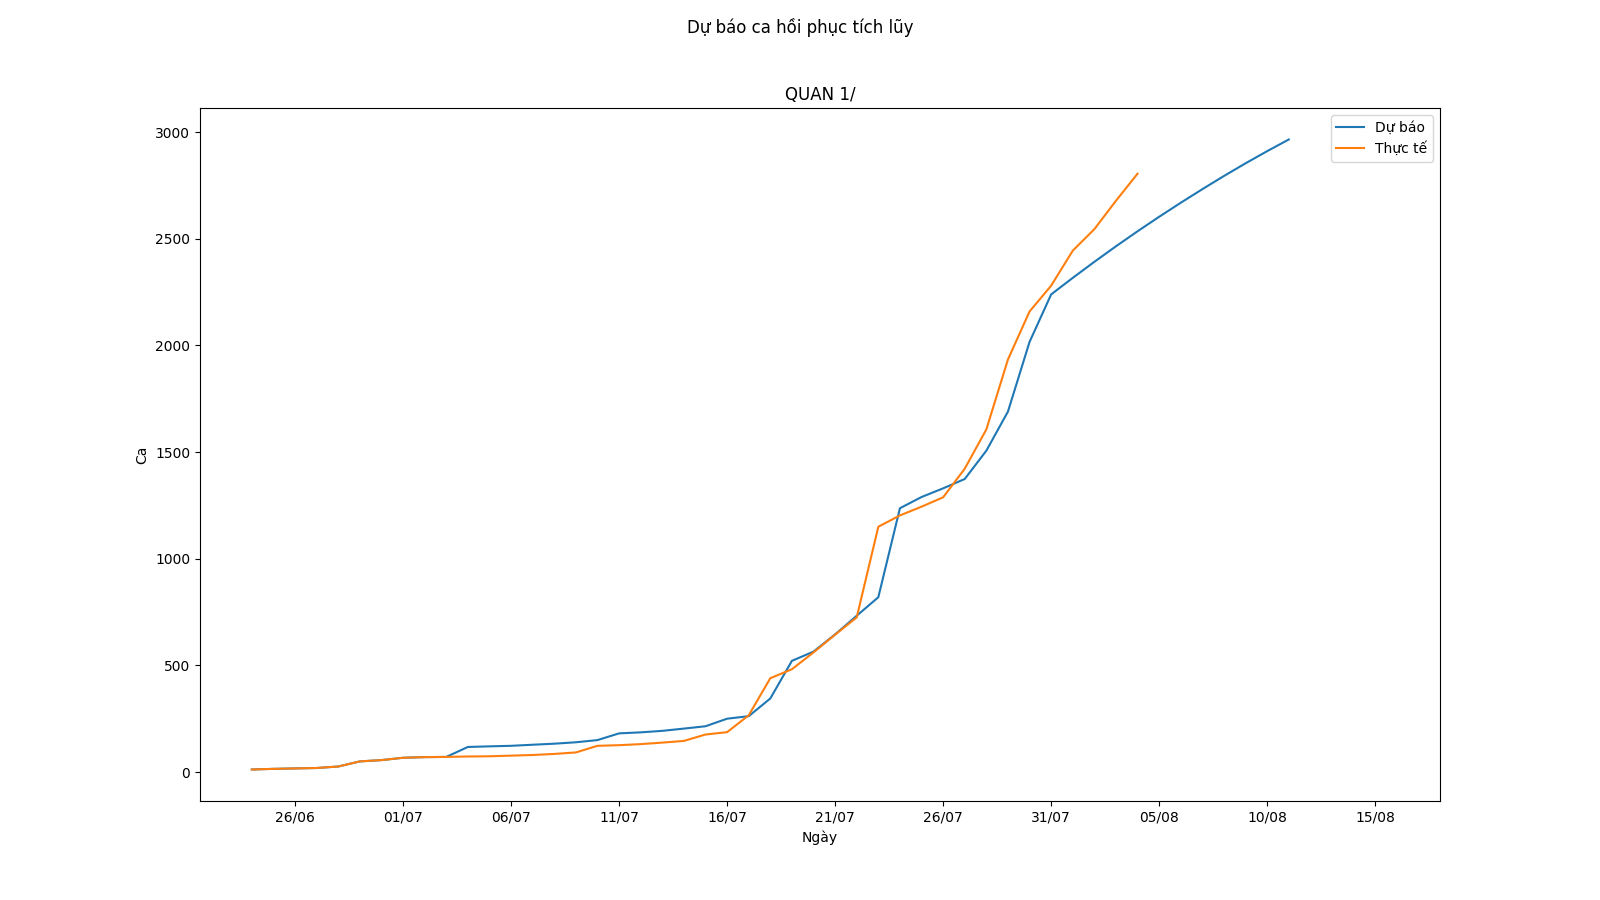 Dự báo ca hồi phục tích lũy
QUAN 1/
Dự báo
Thực tế
3000
2500
2000
1500
1000
500
0
Ca
26/06 01/07 06/07 11/07 16/07 21/07 26/07 31/07 05/08 10/08 15/08
Ngày